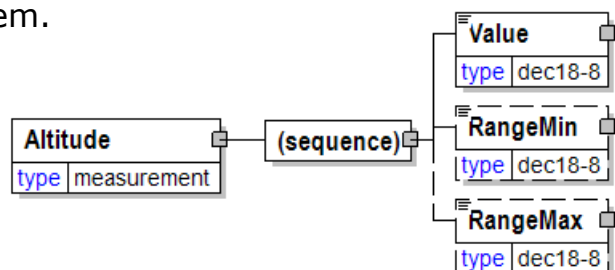 em.
Value
type dec18-8
RangeMin
type dec18-8
Altitude
type measurement
(sequence)
RangeMax
type dec18-8